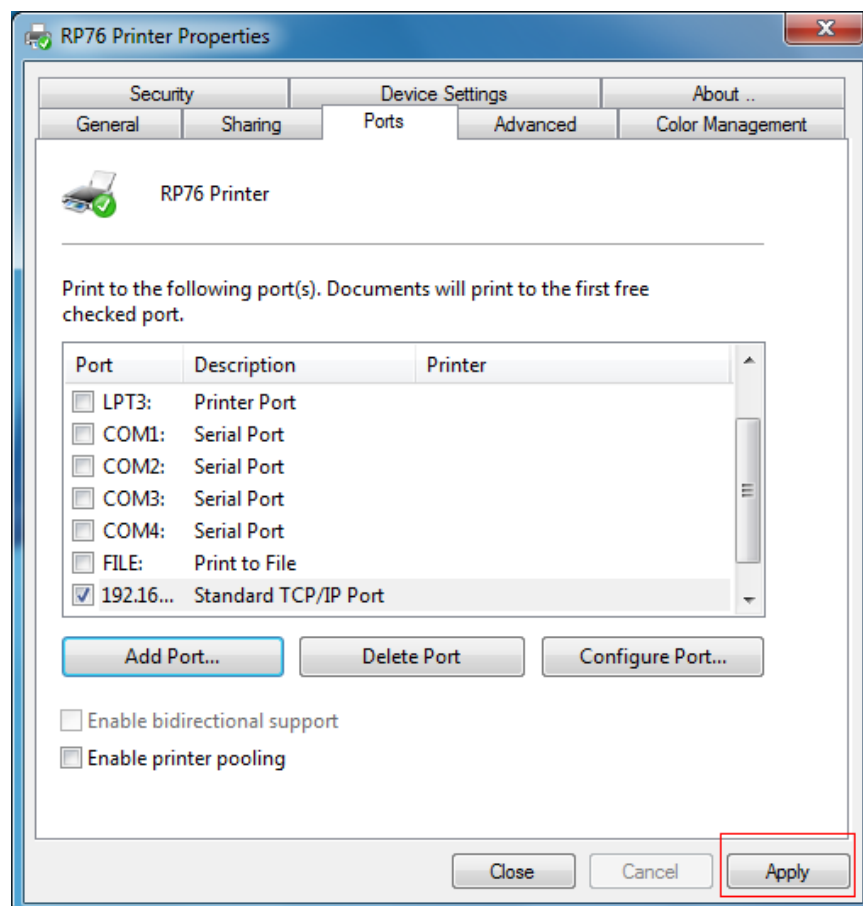 RP76 Printer Properties
Security Device Settings About ..
General Sharing Ports Advanced Color Management
RP76 Printer
Print to the following port(s). Documents will print to the first free
checked port.
Port Description Printer
LPT3: Printer Port
COM1: Serial Port
COM2: Serial Port
COM3: Serial Port
COM4: Serial Port
FILE: Print to File
192.16... Standard TCP/IP Port
Add Port... Delete Port Configure Port...
Enable bidirectional support
Enable printer pooling
Close Cancel Apply